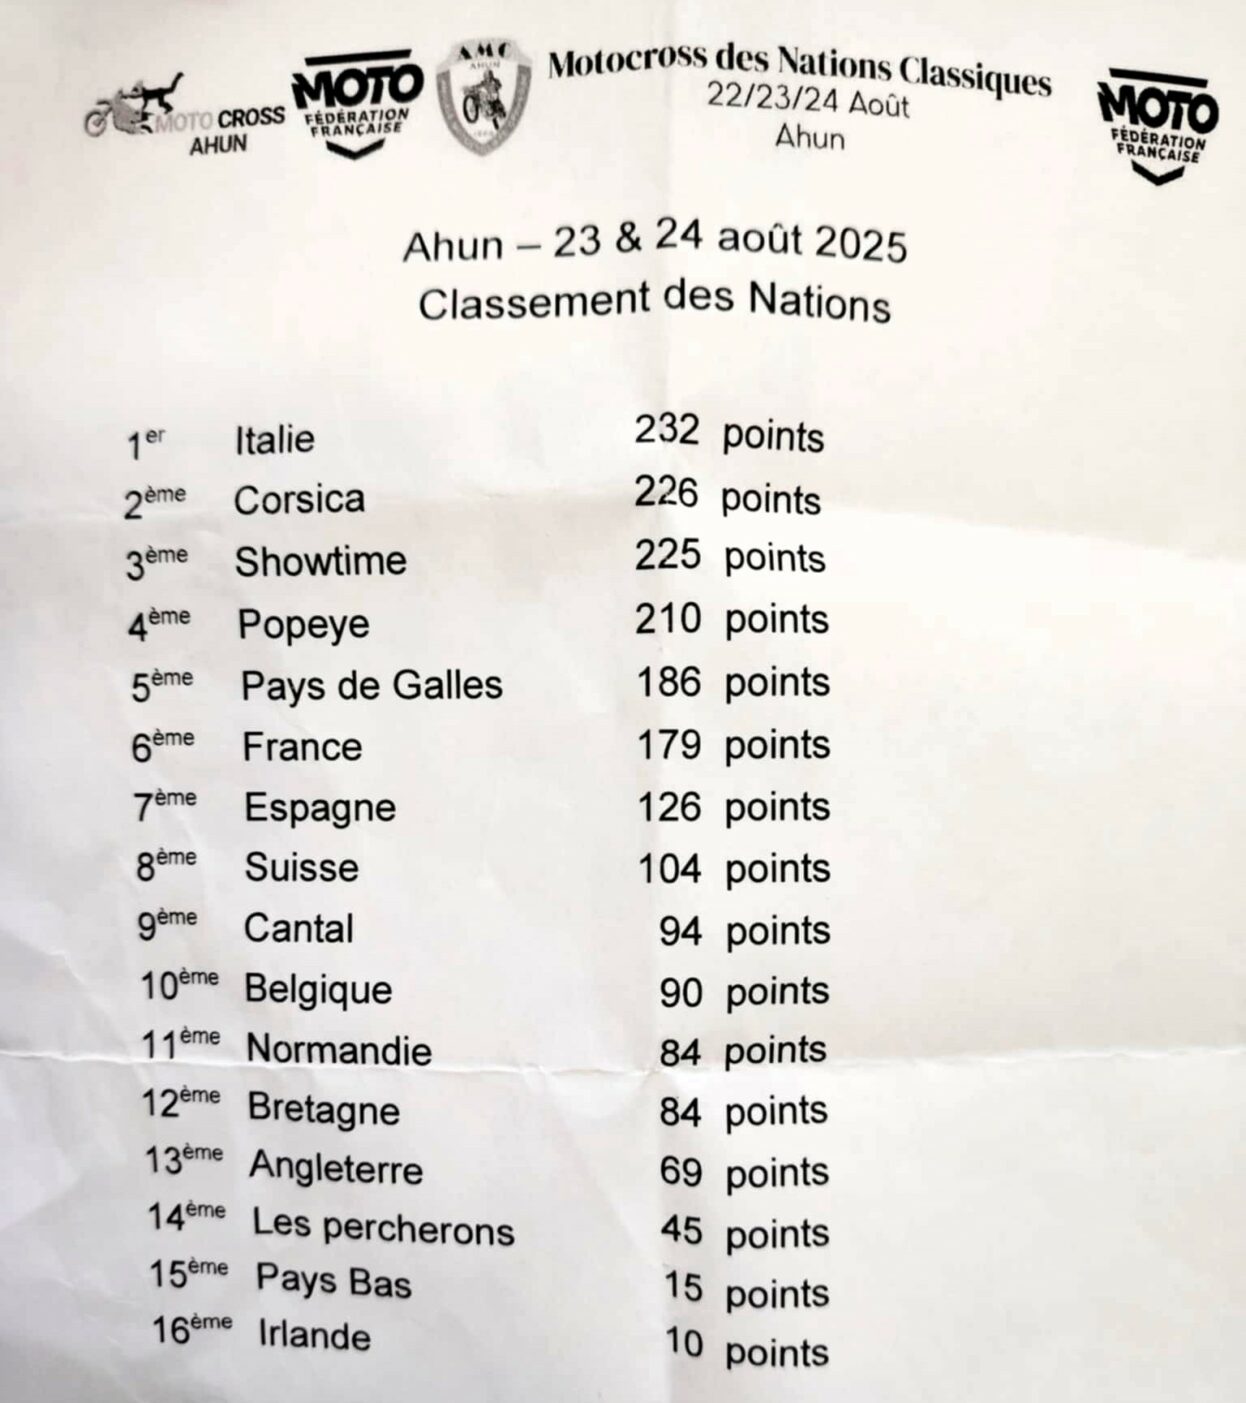 MOTO CROSS
AHUN
MOTO
FÉDÉRATION
FRANÇAISE
AMC
AHUN
Motocross des Nations Classiques
22/23/24 Août
Ahun
MOTO
FÉDÉRATION
FRANÇAISE
Ahun – 23 & 24 août 2025
Classement des Nations
1er Italie 232 points
2ème Corsica 226 points
3ème Showtime 225 points
4ème Popeye 210 points
5ème Pays de Galles 186 points
6ème France 179 points
7ème Espagne 126 points
8ème Suisse 104 points
9ème Cantal 94 points
10ème Belgique 90 points
11ème Normandie 84 points
12ème Bretagne 84 points
13ème Angleterre 69 points
14ème Les percherons 45 points
15ème Pays Bas 15 points
16ème Irlande 10 points